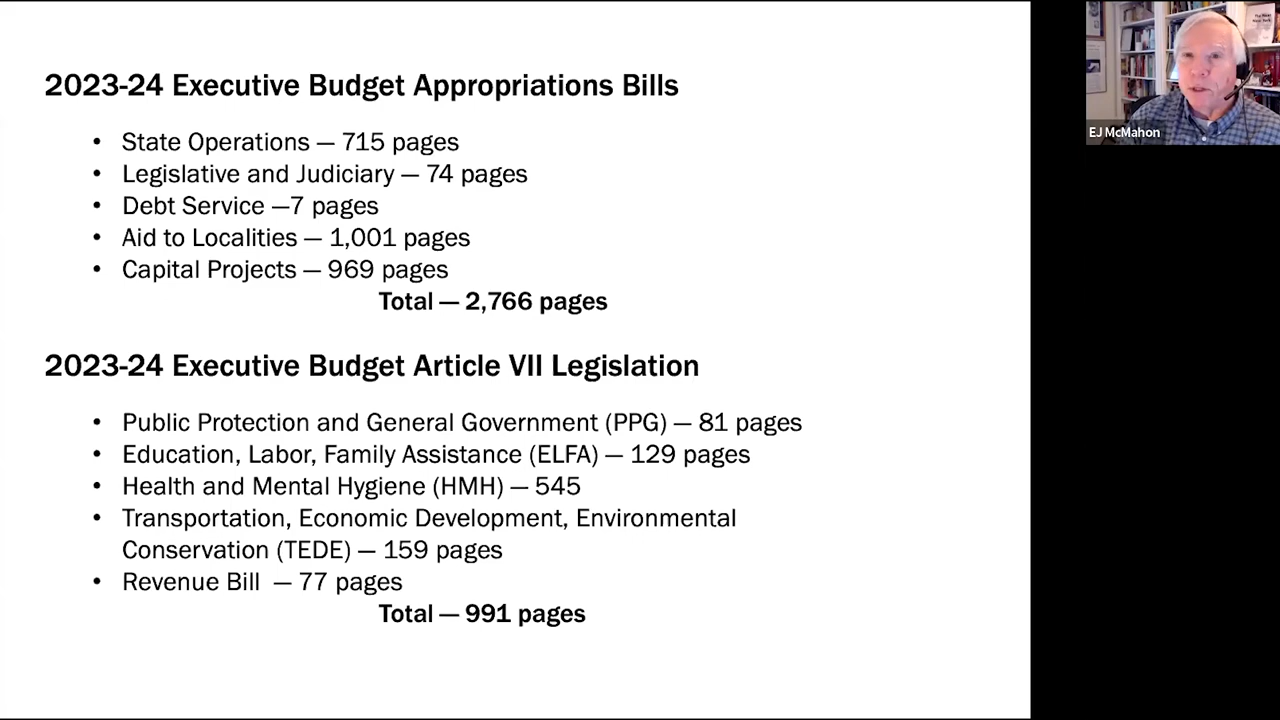 2023-24 Executive Budget Appropriations Bills
• State Operations — 715 pages
• Legislative and Judiciary — 74 pages
• Debt Service —7 pages
• Aid to Localities — 1,001 pages
• Capital Projects — 969 pages
Total — 2,766 pages
2023-24 Executive Budget Article VII Legislation
• Public Protection and General Government (PPG) — 81 pages
• Education, Labor, Family Assistance (ELFA) — 129 pages
• Health and Mental Hygiene (HMH) — 545
• Transportation, Economic Development, Environmental
Conservation (TEDE) — 159 pages
• Revenue Bill — 77 pages
Total — 991 pages
EJ McMahon